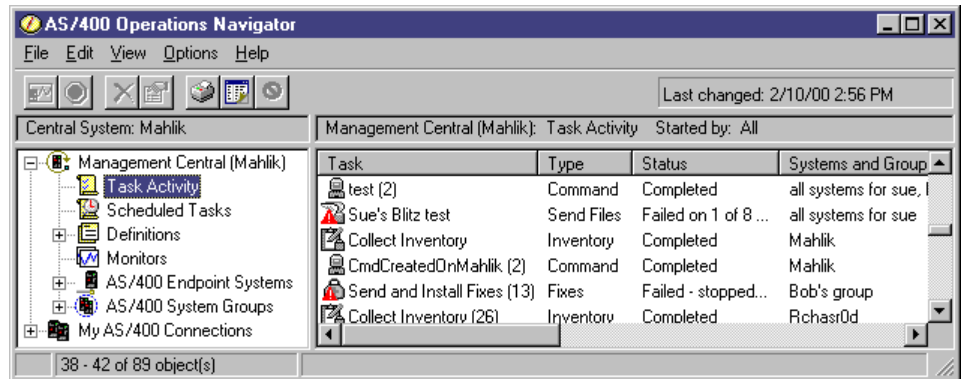 AS/400 Operations Navigator
File Edit View Options Help
Last changed: 2/10/00 2:56 PM
Central System: Mahlik
Management Central (Mahlik): Task Activity Started by: All
Management Central (Mahlik)
Task Activity
Scheduled Tasks
Definitions
Monitors
AS/400 Endpoint Systems
AS/400 System Groups
My AS/400 Connections
Task Type Status Systems and Group
test (2) Command Completed all systems for sue,
Sue's Blitz test Send Files Failed on 1 of 8 ... all systems for sue
Collect Inventory Inventory Completed Mahlik
CmdCreatedOnMahlik (2) Command Completed Mahlik
Send and Install Fixes (13) Fixes Failed - stopped... Bob's group
Collect Inventory (26) Inventory Completed Rchasr0d
38 - 42 of 89 object(s)